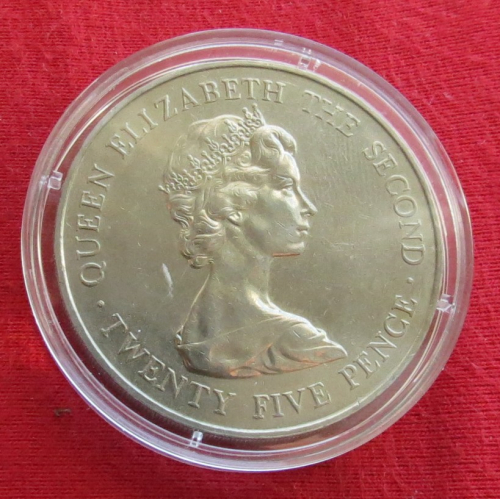 · QUEEN ELIZABETH THE SECOND ·
TWENTY FIVE PENCE